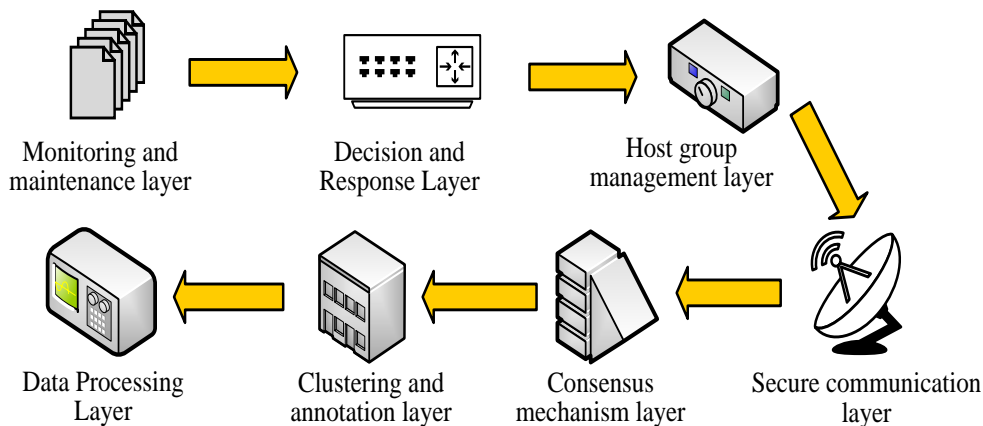 Monitoring and
maintenance layer
Decision and
Response Layer
Host group
management layer
Data Processing
Layer
Clustering and
annotation layer
Consensus
mechanism layer
Secure communication
layer